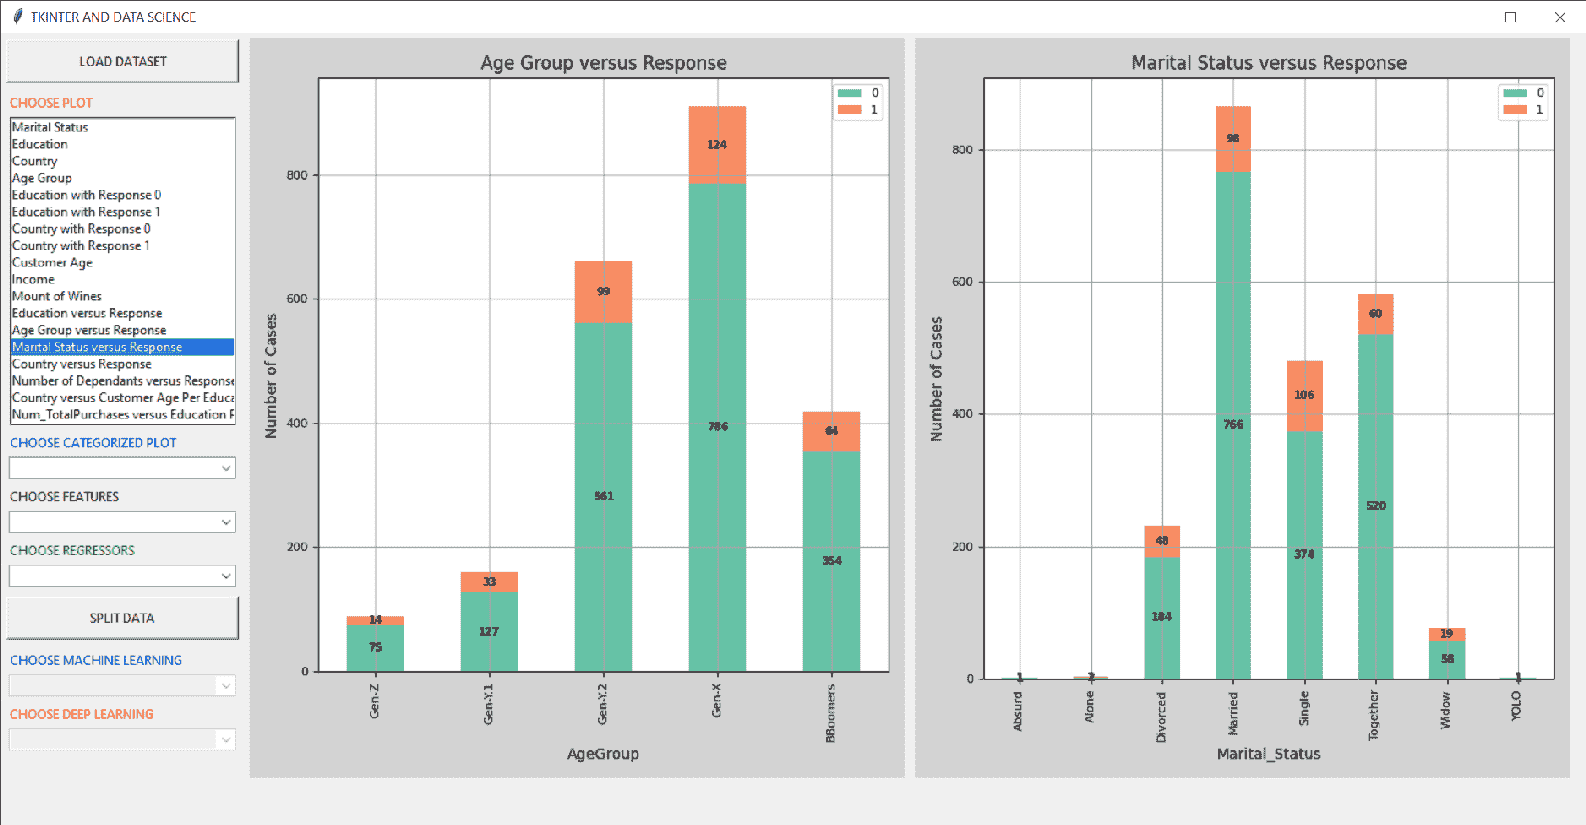 TKINTER AND DATA SCIENCE
LOAD DATASET
CHOOSE PLOT
Marital Status
Education
Country
Age Group
Education with Response 0
Education with Response 1
Country with Response 0
Country with Response 1
Customer Age
Income
Mount of Wines
Education versus Response
Age Group versus Response
Marital Status versus Response
Country versus Response
Number of Dependants versus Response
Country versus Customer Age Per Educa
Num_TotalPurchases versus Education F
CHOOSE CATEGORIZED PLOT
CHOOSE FEATURES
CHOOSE REGRESSORS
SPLIT DATA
CHOOSE MACHINE LEARNING
CHOOSE DEEP LEARNING
Age Group versus Response
0
1
Number of Cases
800
600
400
200
0
14
75
33
127
99
561
124
786
64
354
Gen-Z
Gen-Y.1
Gen-Y.2
Gen-X
BBoomers
AgeGroup
Marital Status versus Response
0
1
Number of Cases
800
600
400
200
0
1
48
184
98
766
106
374
60
520
19
58
1
Absurd
Alone
Divorced
Married
Single
Together
Widow
YOLO
Marital_Status